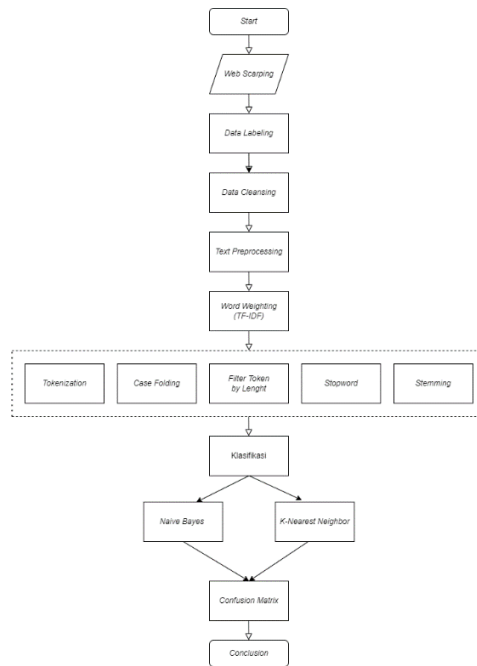 Start
Web Scarping
Data Labeling
Data Cleansing
Text Preprocessing
Word Weighting
(TF-IDF)
Tokenization
Case Folding
Filter Token
by Lenght
Stopword
Stemming
Klasifikasi
Naive Bayes
K-Nearest Neighbor
Confusion Matrix
Conclusion